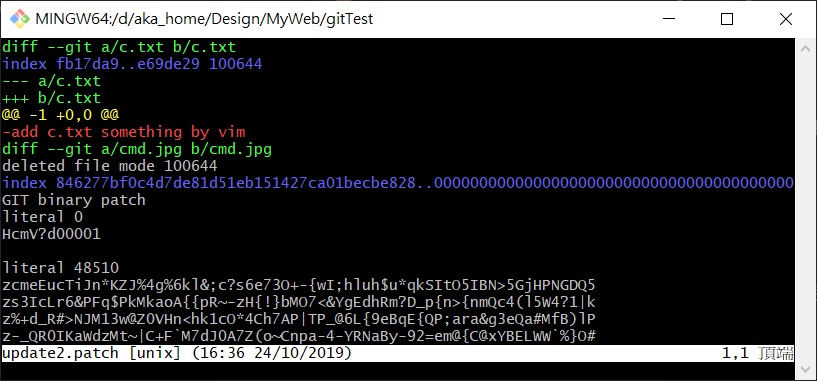 MINGW64:/d/aka_home/Design/MyWeb/gitTest
diff --git a/c.txt b/c.txt
index fb17da9..e69de29 100644
--- a/c.txt
+++ b/c.txt
@@ -1 +0,0 @@
-add c.txt something by vim
diff --git a/cmd.jpg b/cmd.jpg
deleted file mode 100644
index 846277bf0c4d7de81d51eb151427ca01becbe828..0000000000000000000000000000000000000000
GIT binary patch
literal 0
HcmV?d00001
literal 48510
zcmeEucTiJn*KZJ%4g%6kl&;c?s6e73O+-{wI;hluh$u*qkSItO5IBN>5GjHPNGDQ5
zs3IcLr6&PFq$PkMkaoA{{pR~-zH{!}bMO7<&YgEdhRm?D_p{n>{nmQc4(l5W4?1|k
z%+d_R#>NJM13w@Z0VHn<hk1cO*4Ch7AP|TP_@6L{9eBqE{QP;ara&g3eQa#MfB)lP
z-_QR0IKaWdzMt~|C+F`M7dJ0A7Z(o~Cnpa-4-YRNaBy-92=em@{C@xYBELWW`%}O#
update2.patch [unix] (16:36 24/10/2019) 1,1 頂端